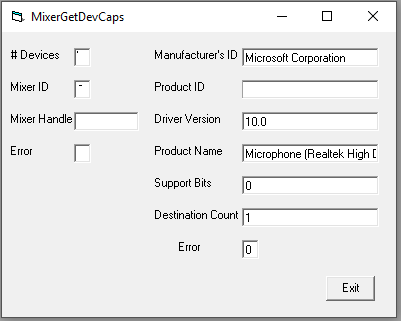 MixerGetDevCaps
# Devices
Manufacturer's ID
Microsoft Corporation
Mixer ID
Product ID
Mixer Handle
Driver Version
10.0
Error
Product Name
Microphone (Realtek High D
Support Bits
0
Destination Count
1
Error
0
Exit